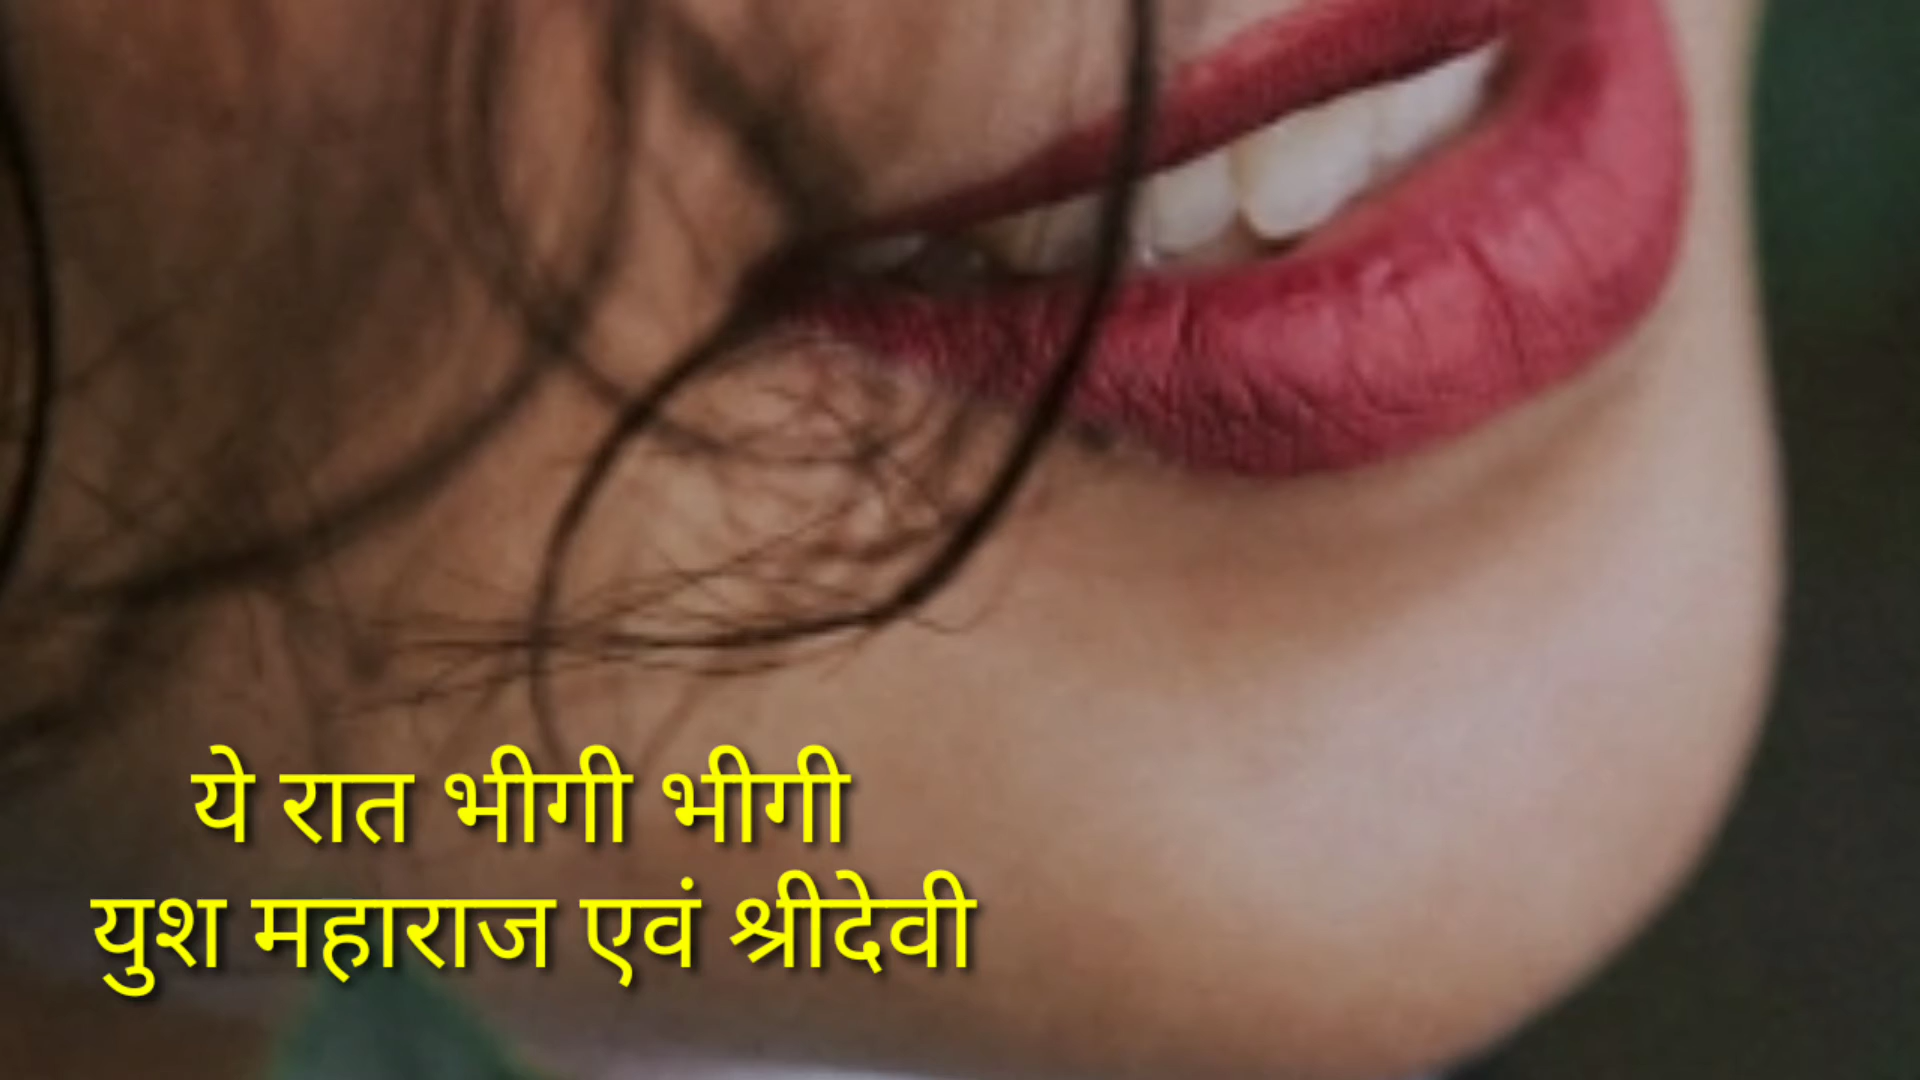 ये रात भीगी भीगी
युश महाराज एवं श्रीदेवी